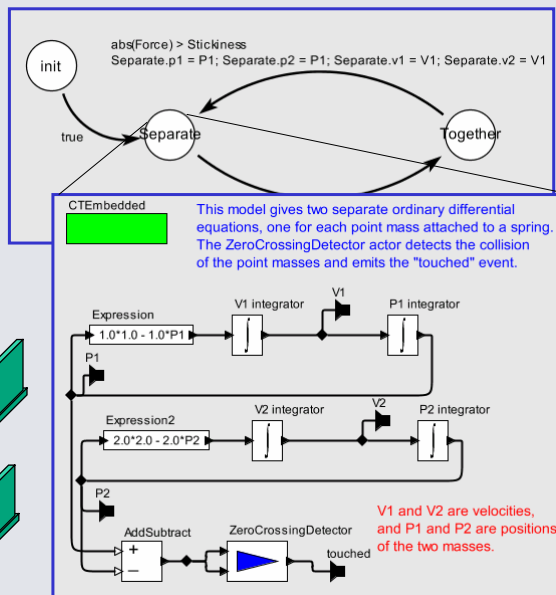 init
abs(Force) > Stickiness
Separate.p1 = P1; Separate.p2 = P1; Separate.v1 = V1; Separate.v2 = V1
true
Separate
Together
CTEmbedded
This model gives two separate ordinary differential
equations, one for each point mass attached to a spring.
The ZeroCrossingDetector actor detects the collision
of the point masses and emits the "touched" event.
Expression
1.0*1.0 - 1.0*P1
V1 integrator
∫
V1
P1 integrator
∫
P1
Expression2
2.0*2.0 - 2.0*P2
V2 integrator
∫
V2
P2 integrator
∫
P2
V1 and V2 are velocities,
and P1 and P2 are positions
of the two masses.
AddSubtract
+
−
ZeroCrossingDetector
touched